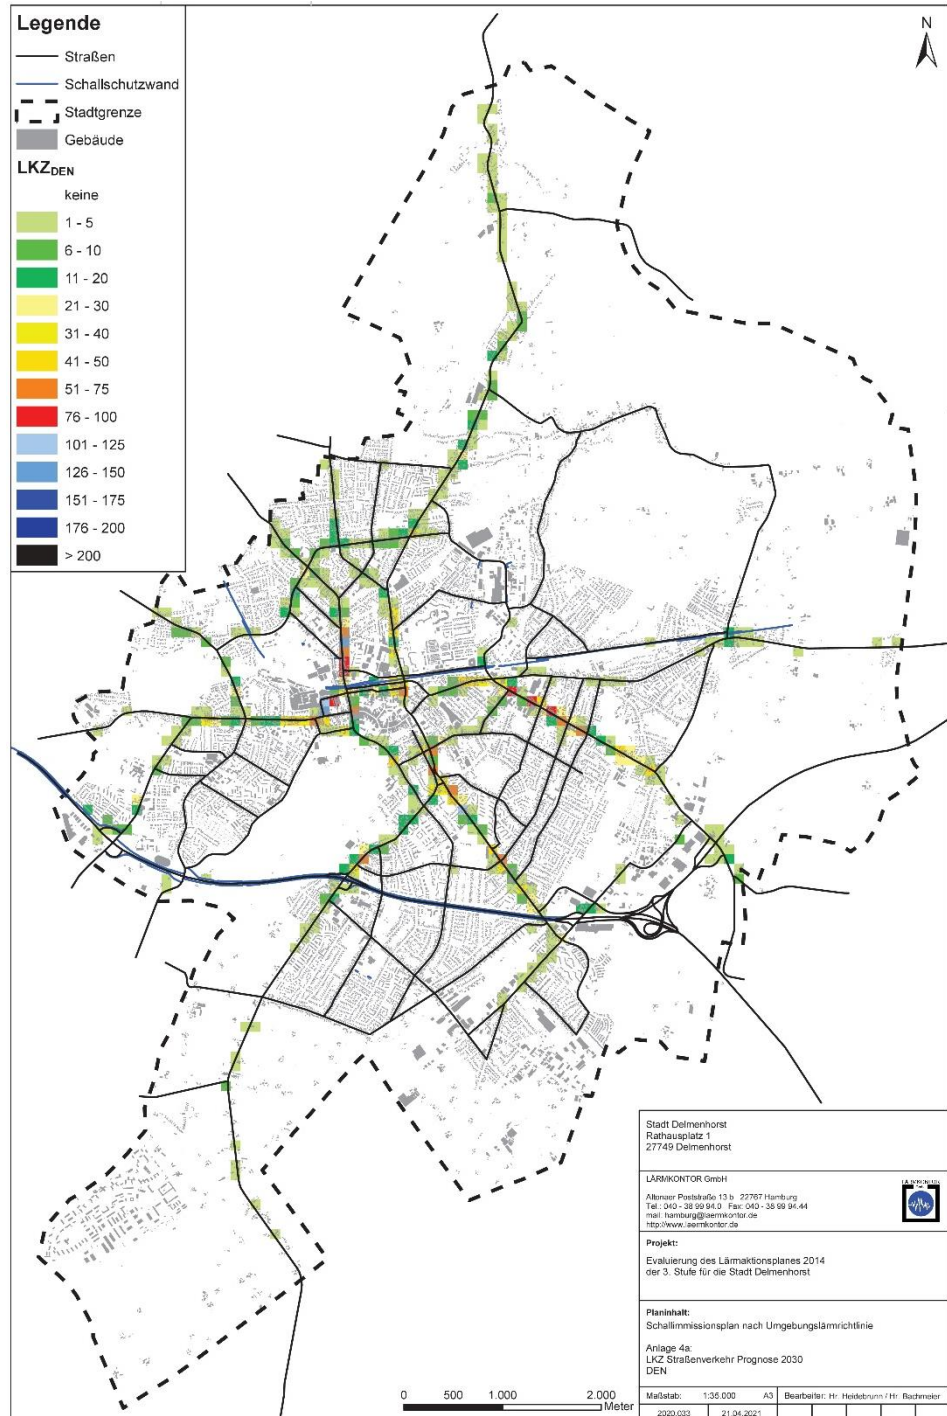 Legende
Straßen
Schallschutzwand
Stadtgrenze
Gebäude
LKZDEN
keine
1 - 5
6 - 10
11 - 20
21 - 30
31 - 40
41 - 50
51 - 75
76 - 100
101 - 125
126 - 150
151 - 175
176 - 200
> 200
N
0 500 1.000 2.000
Meter
Stadt Delmenhorst
Rathausplatz 1
27749 Delmenhorst
LÄRMKONTOR GmbH
Altonaer Poststraße 13 b 22767 Hamburg
Tel.: 040 - 38 99 94.0 Fax: 040 - 38 99 94.44
mail: hamburg@laermkontor.de
http://www.laermkontor.de
LÄRMKONTOR
Projekt:
Evaluierung des Lärmaktionsplanes 2014
der 3. Stufe für die Stadt Delmenhorst
Planinhalt:
Schallimmissionsplan nach Umgebungslärmrichtlinie
Anlage 4a:
LKZ Straßenverkehr Prognose 2030
DEN
Maßstab: 1:35.000 A3 Bearbeiter: Hr. Heidebrunn / Hr. Bachmeier
2020.033 21.04.2021